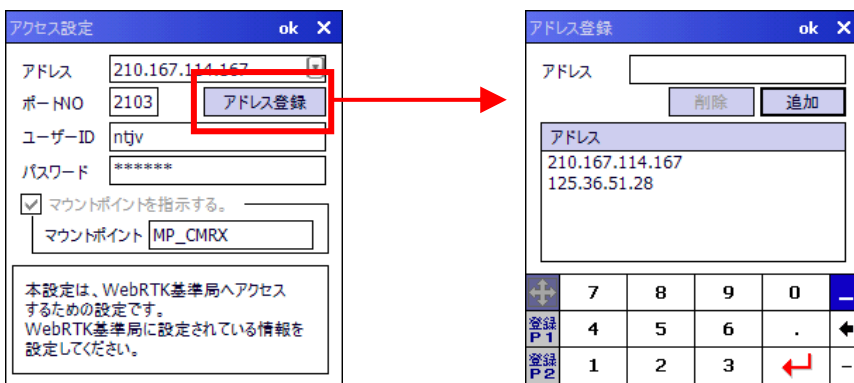 アクセス設定 ok ×
アドレス 210.167.114.167
ポートNO 2103 アドレス登録
ユーザーID ntjv
パスワード ******
マウントポイントを指示する。
マウントポイント MP_CMRX
本設定は、WebRTK基準局へアクセス
するための設定です。
WebRTK基準局に設定されている情報を
設定してください。
アドレス登録 ok ×
アドレス
削除 追加
アドレス
210.167.114.167
125.36.51.28
7 8 9 0 _
登録P1 4 5 6 . ←
登録P2 1 2 3 ↵ -